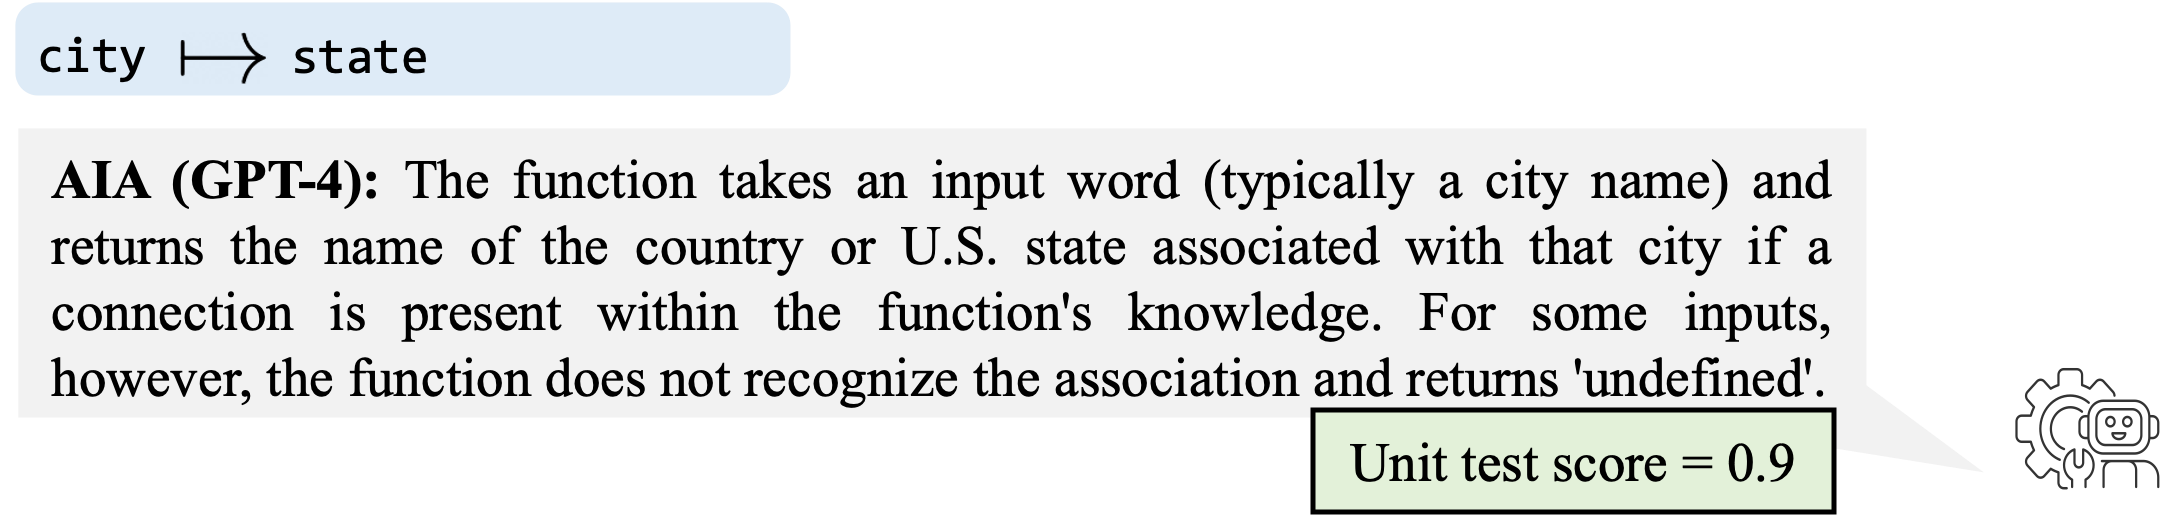 city ⟼ state
AIA (GPT-4): The function takes an input word (typically a city name) and
returns the name of the country or U.S. state associated with that city if a
connection is present within the function's knowledge. For some inputs,
however, the function does not recognize the association and returns 'undefined'.
Unit test score = 0.9